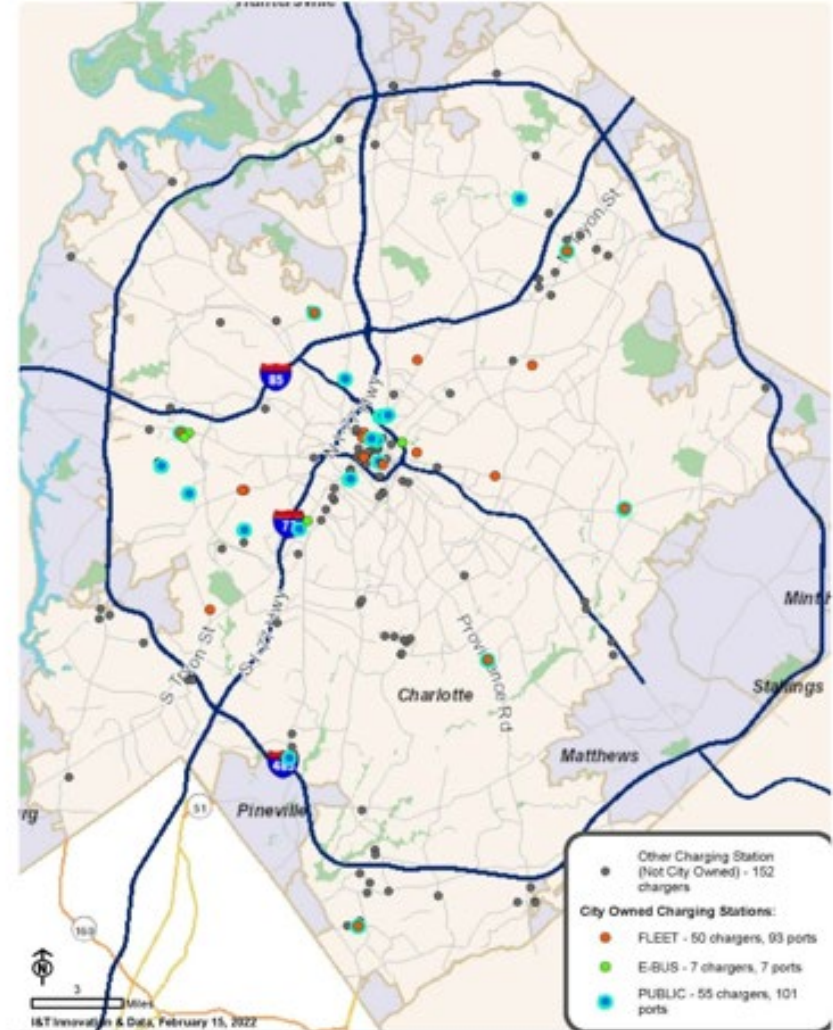 N Tryon St
85
77
S Tryon St
Providence Rd
Charlotte
Stallings
Matthews
Pineville
51
160
Other Charging Station
(Not City Owned) - 152
chargers
City Owned Charging Stations:
FLEET - 50 chargers, 93 ports
E-BUS - 7 chargers, 7 ports
PUBLIC - 55 chargers, 101
ports
N
3
Miles
I&T Innovation & Data, February 15, 2022